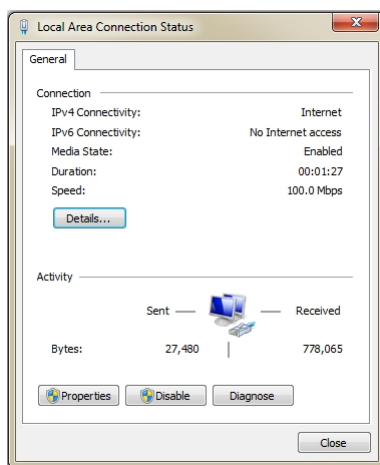 Local Area Connection Status
General
Connection
IPv4 Connectivity: Internet
IPv6 Connectivity: No Internet access
Media State: Enabled
Duration: 00:01:27
Speed: 100.0 Mbps
Details...
Activity
Sent Received
Bytes: 27,480 778,065
Properties Disable Diagnose
Close